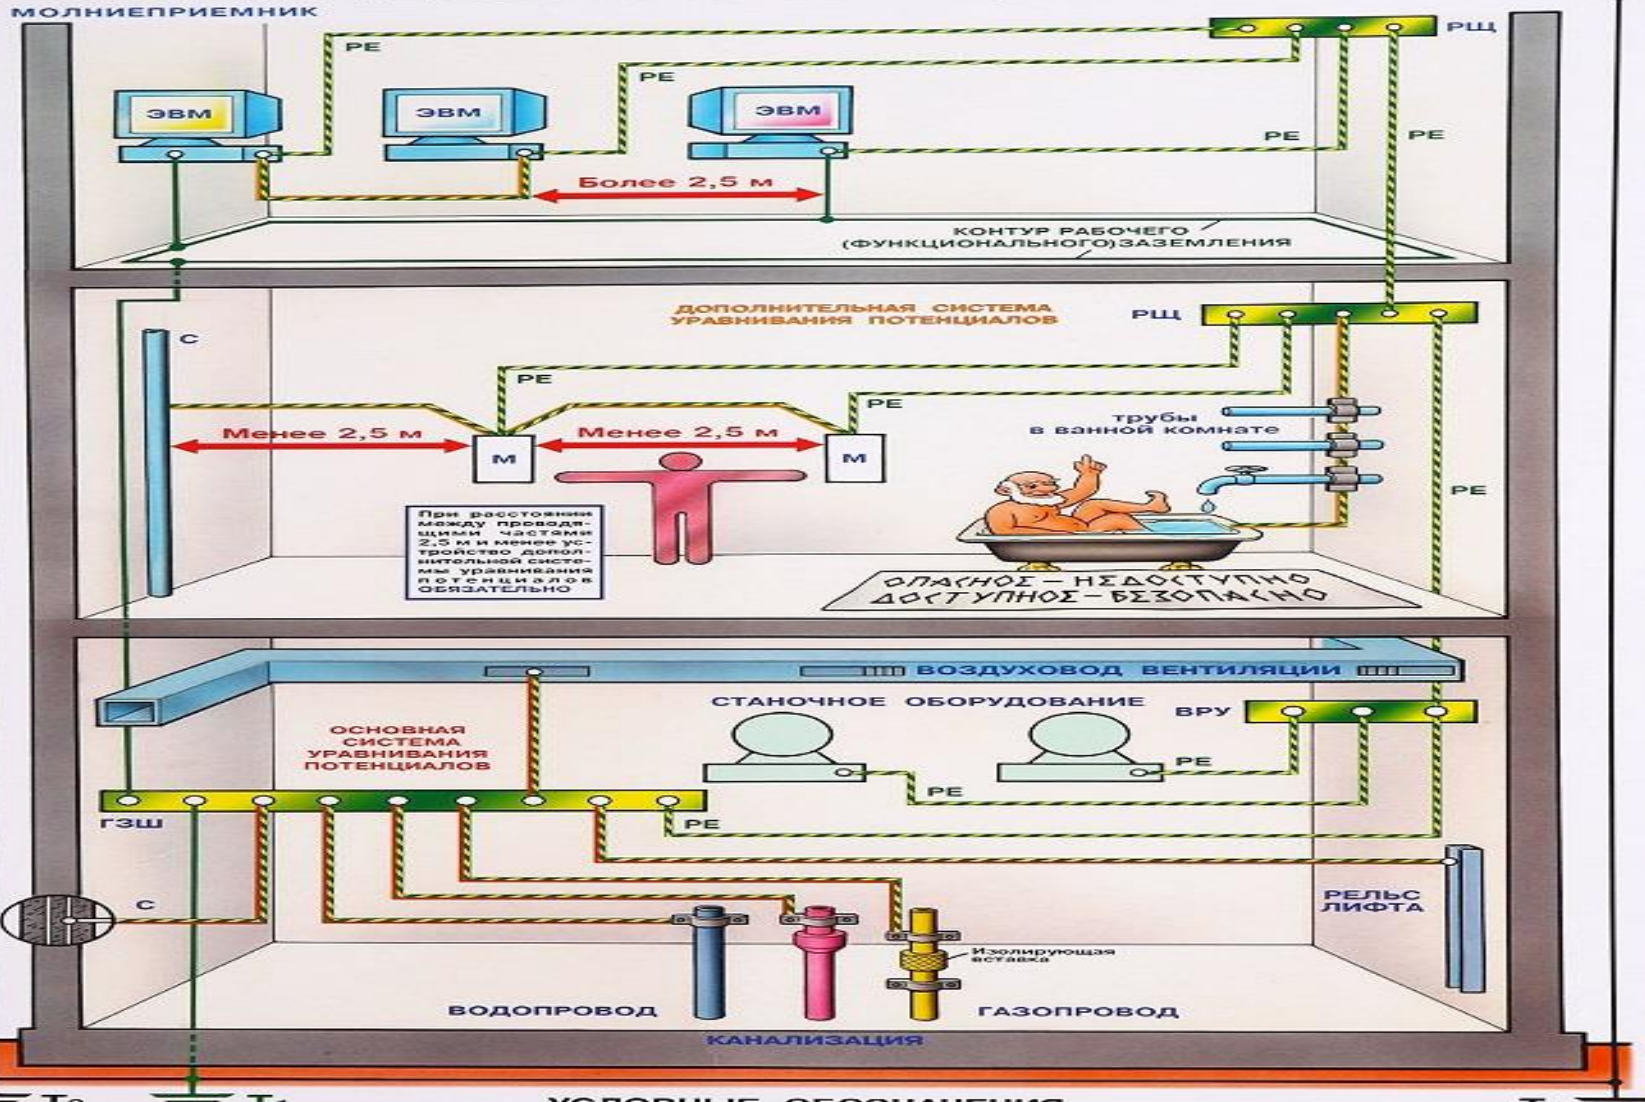 МОЛНИЕПРИЕМНИК
РЕ
РЩ
РЕ
ЭВМ
ЭВМ
ЭВМ
РЕ
РЕ
Более 2,5 м
КОНТУР РАБОЧЕГО
(ФУНКЦИОНАЛЬНОГО)ЗАЗЕМЛЕНИЯ
ДОПОЛНИТЕЛЬНАЯ СИСТЕМА
УРАВНИВАНИЯ ПОТЕНЦИАЛОВ
РЩ
С
РЕ
РЕ
трубы
в ванной комнате
Менее 2,5 м
Менее 2,5 м
М
М
РЕ
При расстоянии
между проводя-
щими частями
2,5 м и менее ус-
тройство допол-
нительной систе-
мы уравнивания
потенциалов
ОБЯЗАТЕЛЬНО
ОПАСНОЕ – НЕДОСТУПНО
ДОСТУПНОЕ – БЕЗОПАСНО
ВОЗДУХОВОД ВЕНТИЛЯЦИИ
СТАНОЧНОЕ ОБОРУДОВАНИЕ
ВРУ
ОСНОВНАЯ
СИСТЕМА
УРАВНИВАНИЯ
ПОТЕНЦИАЛОВ
РЕ
РЕ
ГЗШ
РЕ
С
РЕЛЬС
ЛИФТА
Изолирующая
вставка
ВОДОПРОВОД
ГАЗОПРОВОД
КАНАЛИЗАЦИЯ
УСЛОВНЫЕ ОБОЗНАЧЕНИЯ